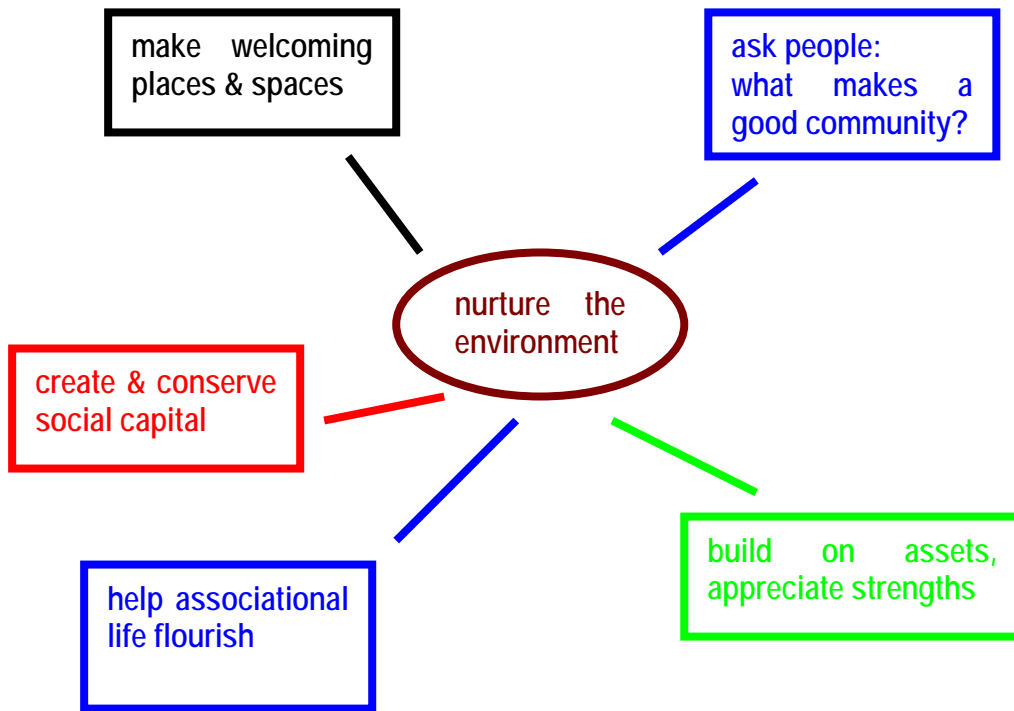 make welcoming
places & spaces
ask people:
what makes a
good community?
nurture the
environment
create & conserve
social capital
build on assets,
appreciate strengths
help associational
life flourish